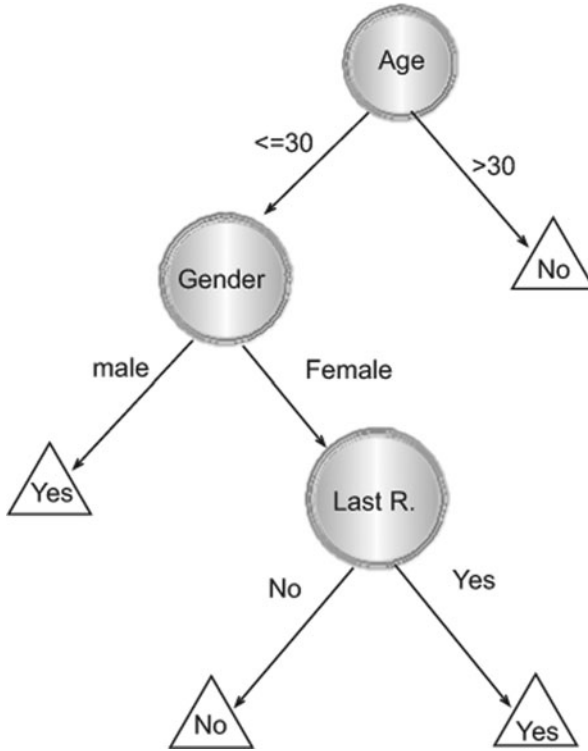 Age
<=30
>30
Gender
No
male
Female
Yes
Last R.
No
Yes
No
Yes